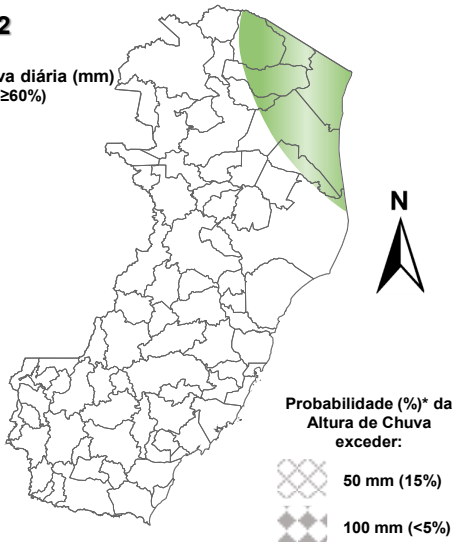 2
va diária (mm)
≥60%)
N
Probabilidade (%)* da
Altura de Chuva
exceder:
50 mm (15%)
100 mm (<5%)